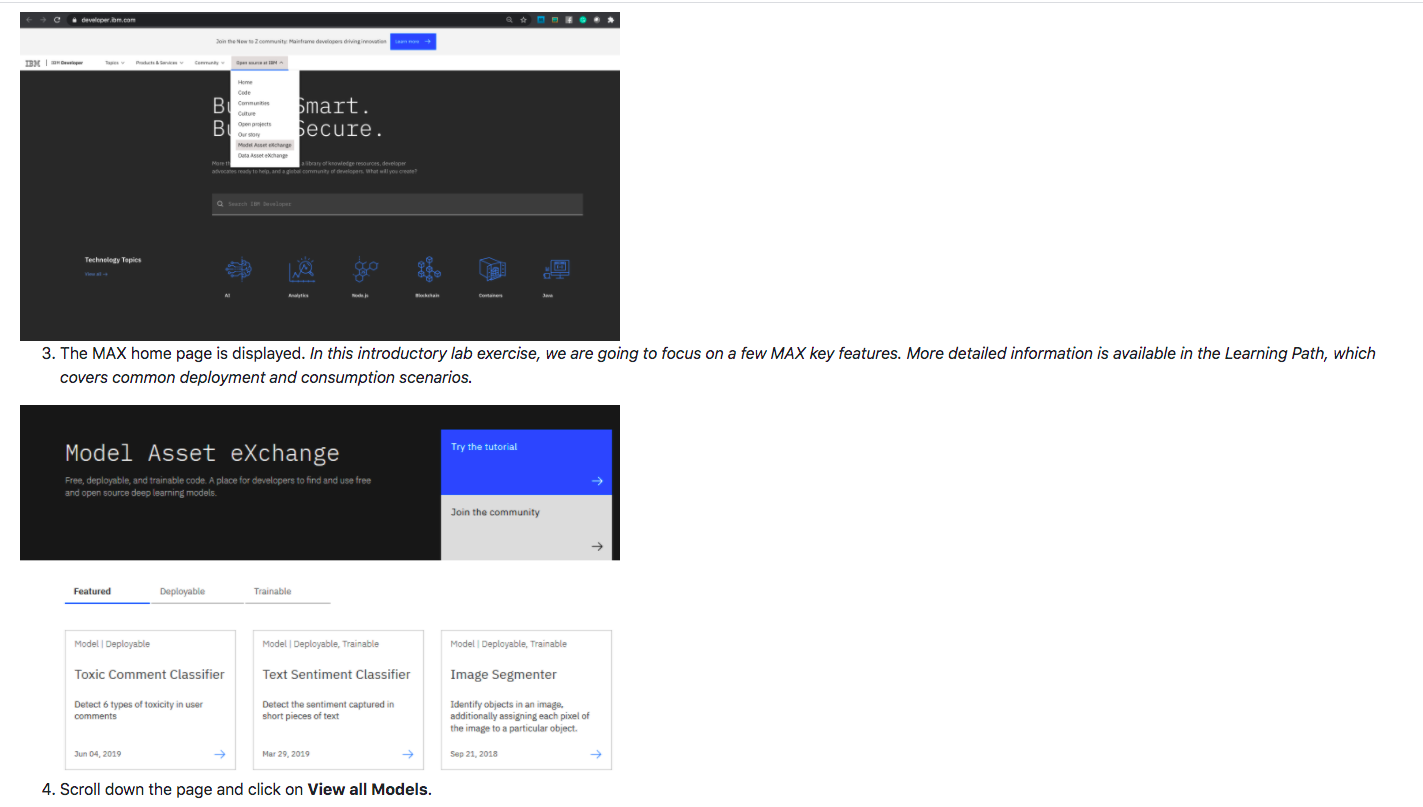 developer.ibm.com
Join the New to Z community: Mainframe developers driving innovation Learn more
IBM IBM Developer Topics Products & Services Community Open source at IBM
Home
Code
Communities
Culture
Open projects
Our story
Model Asset eXchange
Data Asset eXchange
Smart.
Secure.
More
a library of knowledge resources, developer
advocates ready to help, and a global community of developers. What will you create?
Search IBM Developer
Technology Topics
View all
AI Analytics Node.js Blockchain Containers Java
3. The MAX home page is displayed. In this introductory lab exercise, we are going to focus on a few MAX key features. More detailed information is available in the Learning Path, which
covers common deployment and consumption scenarios.
Model Asset eXchange
Free, deployable, and trainable code. A place for developers to find and use free
and open source deep learning models.
Try the tutorial
Join the community
Featured Deployable Trainable
Model | Deployable
Toxic Comment Classifier
Detect 6 types of toxicity in user
comments
Jun 04, 2019
Model | Deployable, Trainable
Text Sentiment Classifier
Detect the sentiment captured in
short pieces of text
Mar 29, 2019
Model | Deployable, Trainable
Image Segmenter
Identify objects in an image,
additionally assigning each pixel of
the image to a particular object.
Sep 21, 2018
4. Scroll down the page and click on View all Models.